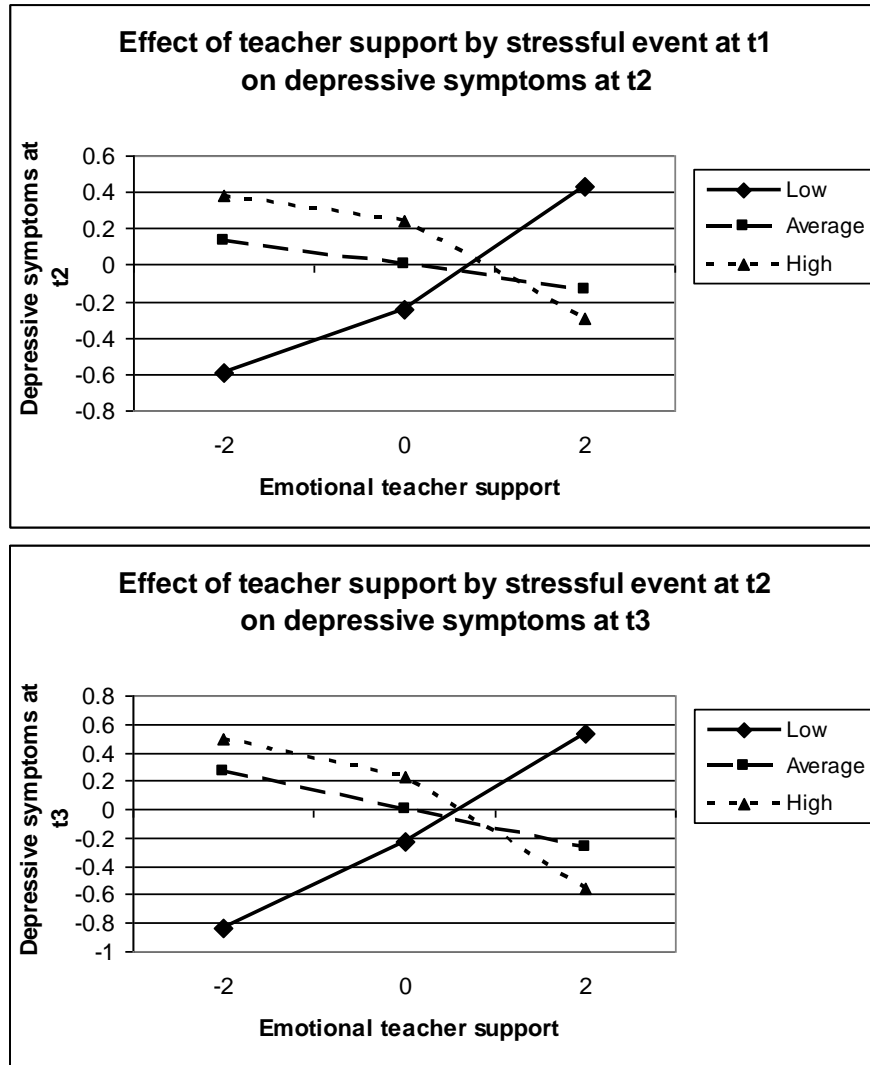 Effect of teacher support by stressful event at t1
on depressive symptoms at t2
Depressive symptoms at
t2
0.6
0.4
0.2
0
-0.2
-0.4
-0.6
-0.8
-2
0
2
Emotional teacher support
Low
Average
High
Effect of teacher support by stressful event at t2
on depressive symptoms at t3
Depressive symptoms at
t3
0.8
0.6
0.4
0.2
0
-0.2
-0.4
-0.6
-0.8
-1
-2
0
2
Emotional teacher support
Low
Average
High